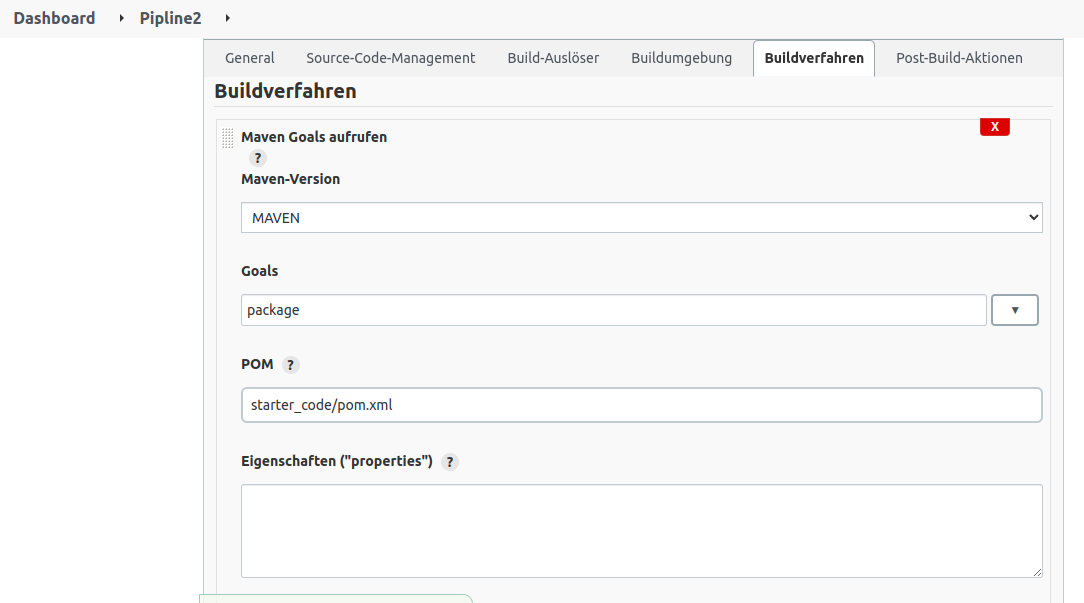 Dashboard Pipline2
General Source-Code-Management Build-Auslöser Buildumgebung Buildverfahren Post-Build-Aktionen
Buildverfahren
Maven Goals aufrufen X
?
Maven-Version
MAVEN
Goals
package
POM ?
starter_code/pom.xml
Eigenschaften ("properties") ?